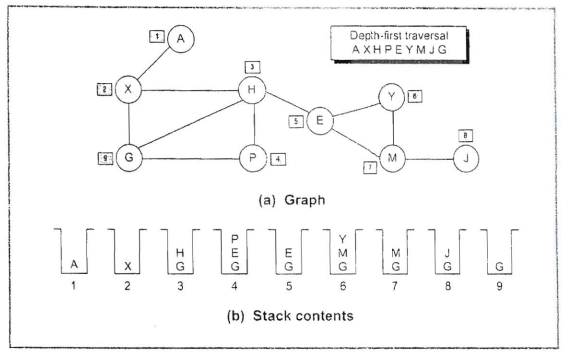 1 A
Depth-first traversal
A X H P E Y M J G
3
2 X H Y 6
5 E
8
9 G P 4 M J
7
(a) Graph
P Y
H E E M M J
A X G G G G G G G
1 2 3 4 5 6 7 8 9
(b) Stack contents